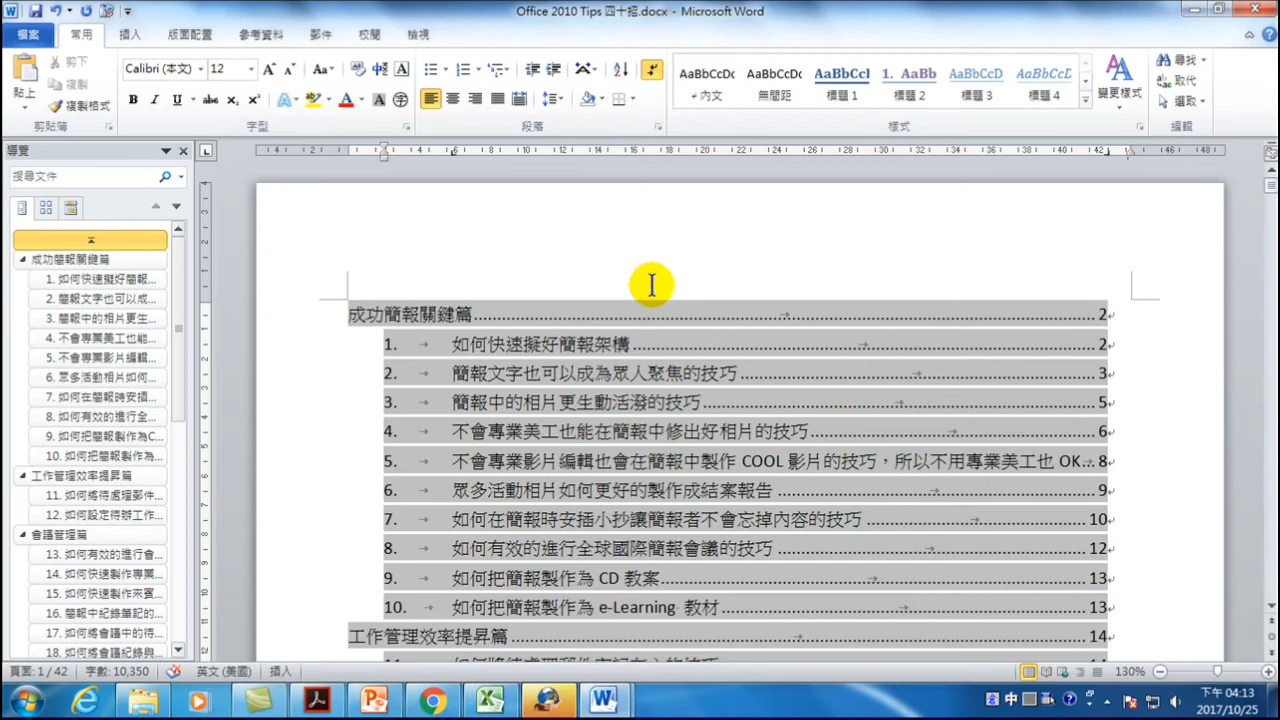 Office 2010 Tips 四十招.docx - Microsoft Word
檔案 常用 插入 版面配置 參考資料 郵件 校閱 檢視
貼上 剪下 複製 複製格式
Calibri (本文) 12
AaBbCcDc AaBbCcDc AaBbCcI 1. AaBb AaBbCcD AaBbCcD
內文 無間距 標題 1 標題 2 標題 3 標題 4
變更樣式 尋找 取代 選取
剪貼簿 字型 段落 樣式 編輯
導覽
搜尋文件
成功簡報關鍵篇
1. 如何快速擬好簡報...
2. 簡報文字也可以成...
3. 簡報中的相片更生...
4. 不會專業美工也能...
5. 不會專業影片編輯...
6. 眾多活動相片如何...
7. 如何在簡報時安插...
8. 如何有效的進行全...
9. 如何把簡報製作為C...
10. 如何把簡報製作為...
工作管理效率提昇篇
11. 如何將待處理郵件...
12. 如何設定待辦工作...
會議管理篇
13. 如何有效的進行會...
14. 如何快速製作專業...
15. 如何快速製作來賓...
16. 簡報中紀錄筆記的...
17. 如何將會議中的待...
18. 如何將會議紀錄與...
成功簡報關鍵篇 2
1. 如何快速擬好簡報架構 2
2. 簡報文字也可以成為眾人聚焦的技巧 3
3. 簡報中的相片更生動活潑的技巧 5
4. 不會專業美工也能在簡報中修出好相片的技巧 6
5. 不會專業影片編輯也會在簡報中製作 COOL 影片的技巧，所以不用專業美工也 OK 8
6. 眾多活動相片如何更好的製作成結案報告 9
7. 如何在簡報時安插小抄讓簡報者不會忘掉內容的技巧 10
8. 如何有效的進行全球國際簡報會議的技巧 12
9. 如何把簡報製作為 CD 教案 13
10. 如何把簡報製作為 e-Learning 教材 13
工作管理效率提昇篇 14
頁面: 1 / 42 字數: 10,350 英文 (美國) 插入 130%
下午 04:13
2017/10/25